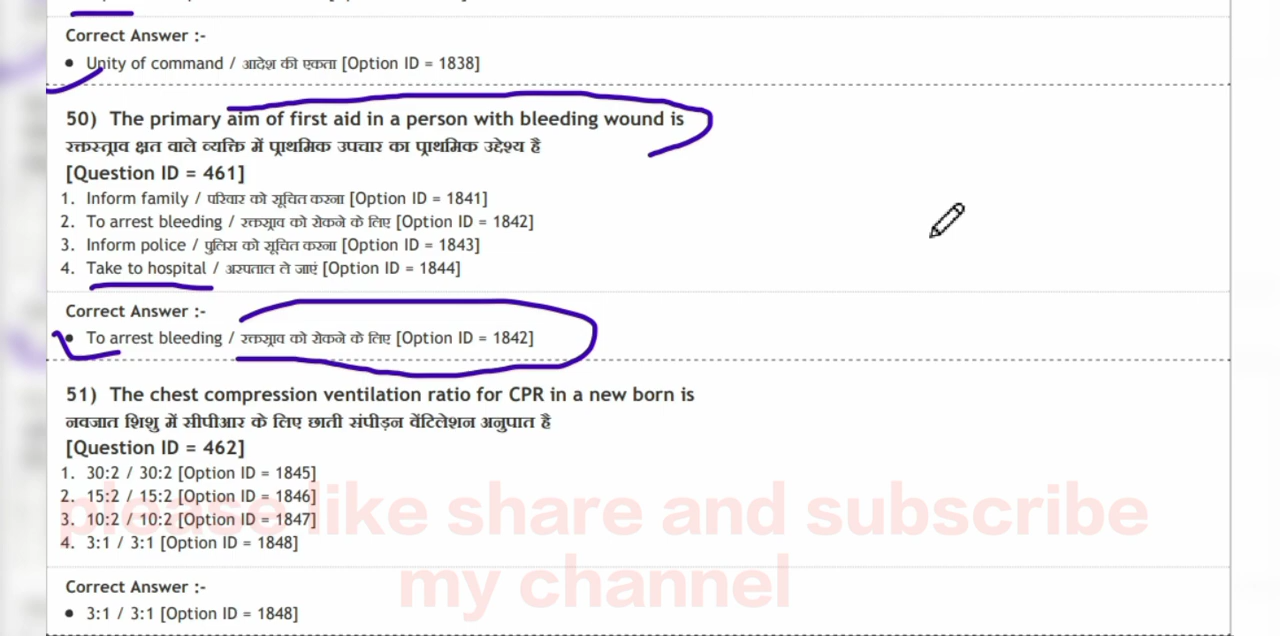 Correct Answer :-
• Unity of command / आदेश की एकता [Option ID = 1838]
50) The primary aim of first aid in a person with bleeding wound is
रक्तस्त्राव क्षत वाले व्यक्ति में प्राथमिक उपचार का प्राथमिक उद्देश्य है
[Question ID = 461]
1. Inform family / परिवार को सूचित करना [Option ID = 1841]
2. To arrest bleeding / रक्तस्राव को रोकने के लिए [Option ID = 1842]
3. Inform police / पुलिस को सूचित करना [Option ID = 1843]
4. Take to hospital / अस्पताल ले जाएं [Option ID = 1844]
Correct Answer :-
• To arrest bleeding / रक्तस्राव को रोकने के लिए [Option ID = 1842]
51) The chest compression ventilation ratio for CPR in a new born is
नवजात शिशु में सीपीआर के लिए छाती संपीड़न वेंटिलेशन अनुपात है
[Question ID = 462]
1. 30:2 / 30:2 [Option ID = 1845]
2. 15:2 / 15:2 [Option ID = 1846]
3. 10:2 / 10:2 [Option ID = 1847]
4. 3:1 / 3:1 [Option ID = 1848]
please like share and subscribe
my channel
Correct Answer :-
• 3:1 / 3:1 [Option ID = 1848]